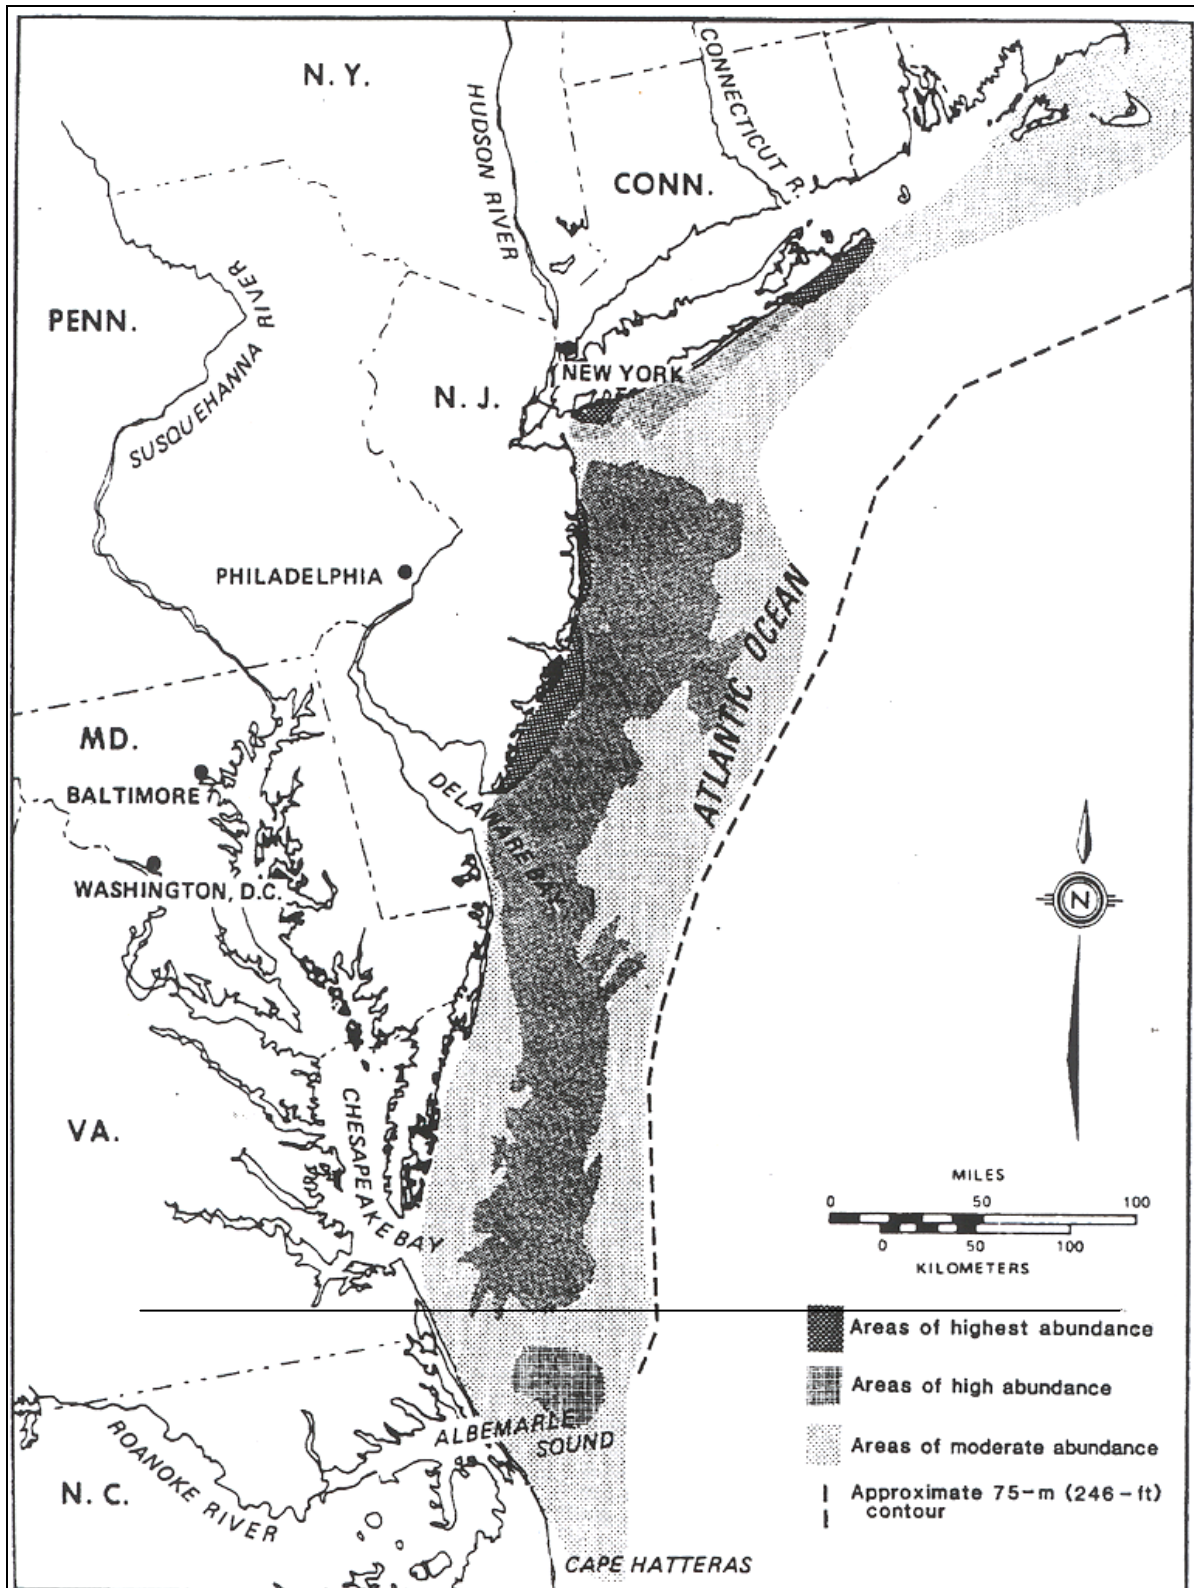 N. Y.
HUDSON RIVER
CONNECTICUT R.
CONN.
PENN.
SUSQUEHANNA RIVER
NEW YORK
N. J.
PHILADELPHIA
ATLANTIC OCEAN
MD.
BALTIMORE
DELAWARE BAY
WASHINGTON, D.C.
N
VA.
CHESAPEAKE BAY
MILES
0 50 100
0 50 100
KILOMETERS
Areas of highest abundance
Areas of high abundance
Areas of moderate abundance
Approximate 75-m (246-ft)
contour
ALBEMARLE
SOUND
ROANOKE RIVER
N. C.
CAPE HATTERAS